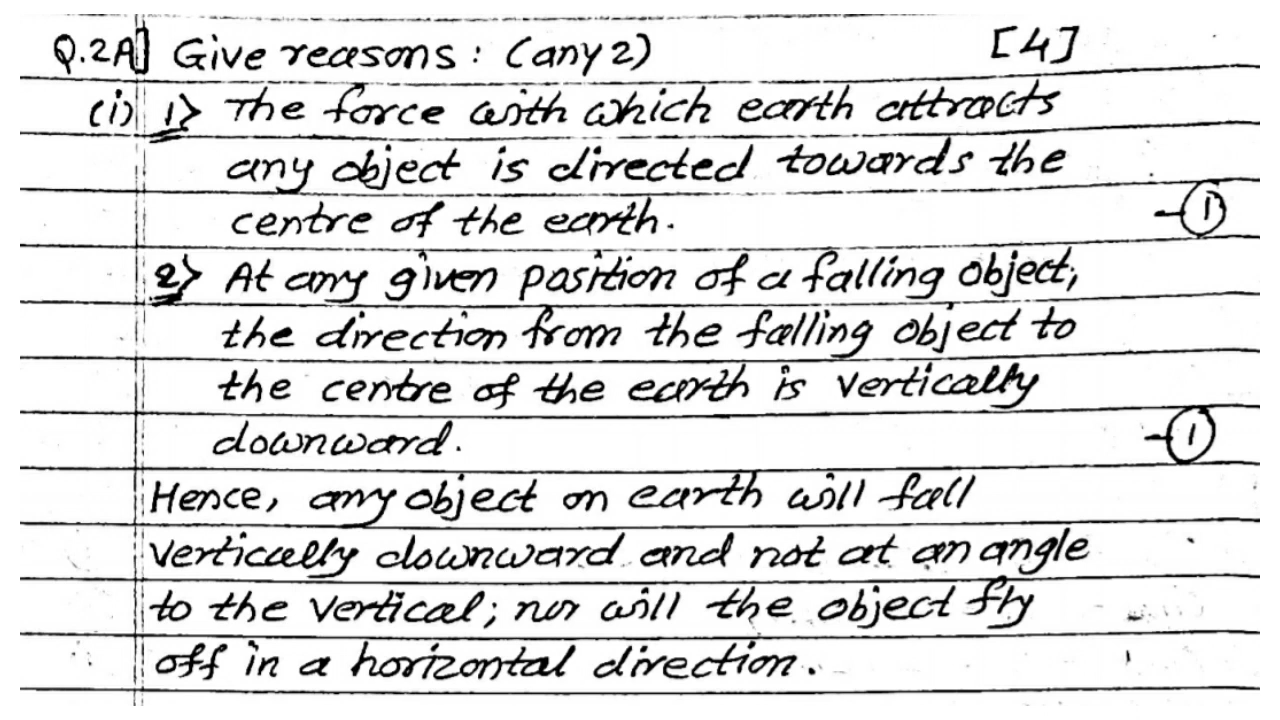 Q.2A] Give reasons : (any 2) [4]
(i) 1> The force with which earth attracts
any object is directed towards the
centre of the earth. -①
2> At any given position of a falling object,
the direction from the falling object to
the centre of the earth is vertically
downward. -①
Hence, any object on earth will fall
vertically downward and not at an angle
to the vertical; nor will the object fly
off in a horizontal direction.